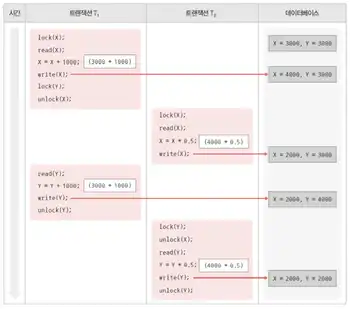 시간 트랜잭션 T₁ 트랜잭션 T₂ 데이터베이스
X = 3000, Y = 3000
lock(X);
read(X);
X = X + 1000; (3000 + 1000)
write(X);
X = 4000, Y = 3000
lock(Y);
unlock(X);
lock(X);
read(X);
X = X * 0.5; (4000 * 0.5)
write(X);
X = 2000, Y = 3000
read(Y);
Y = Y + 1000; (3000 + 1000)
write(Y);
X = 2000, Y = 4000
unlock(Y);
lock(Y);
unlock(X);
read(Y);
Y = Y * 0.5; (4000 * 0.5)
write(Y);
X = 2000, Y = 2000
unlock(Y);